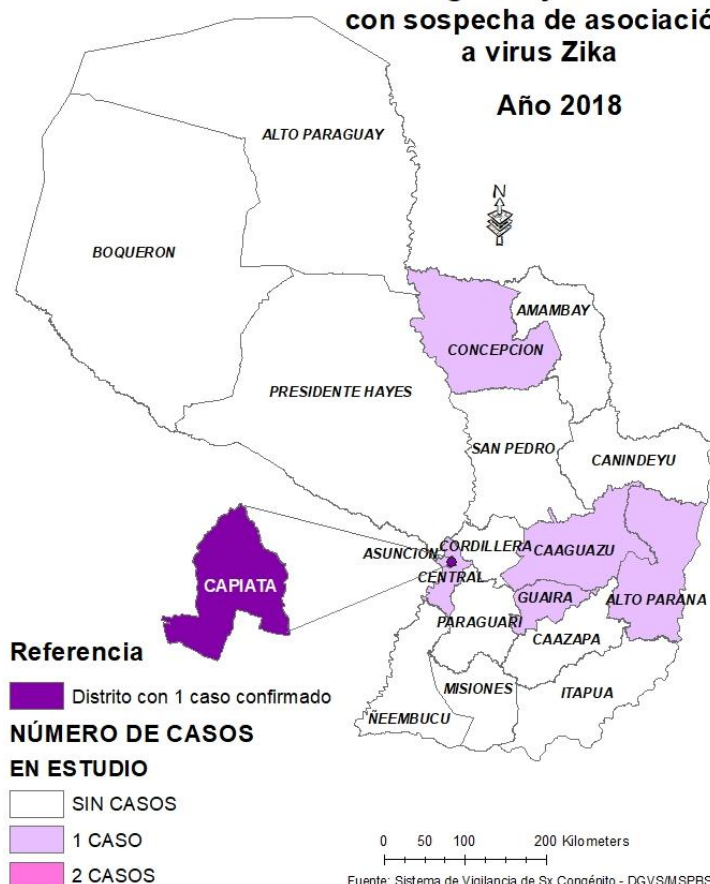 con sospecha de asociació
a virus Zika
Año 2018
N
ALTO PARAGUAY
BOQUERON
AMAMBAY
CONCEPCION
PRESIDENTE HAYES
SAN PEDRO
CANINDEYU
ASUNCION
CORDILLERA
CAAGUAZU
CAPIATA
CENTRAL
GUAIRA
ALTO PARANA
PARAGUARI
CAAZAPA
MISIONES
ITAPUA
ÑEEMBUCU
Referencia
Distrito con 1 caso confirmado
NÚMERO DE CASOS
EN ESTUDIO
SIN CASOS
1 CASO
2 CASOS
0 50 100 200 Kilometers
Fuente: Sistema de Vigilancia de Sx Congénito - DGVS/MSPBS